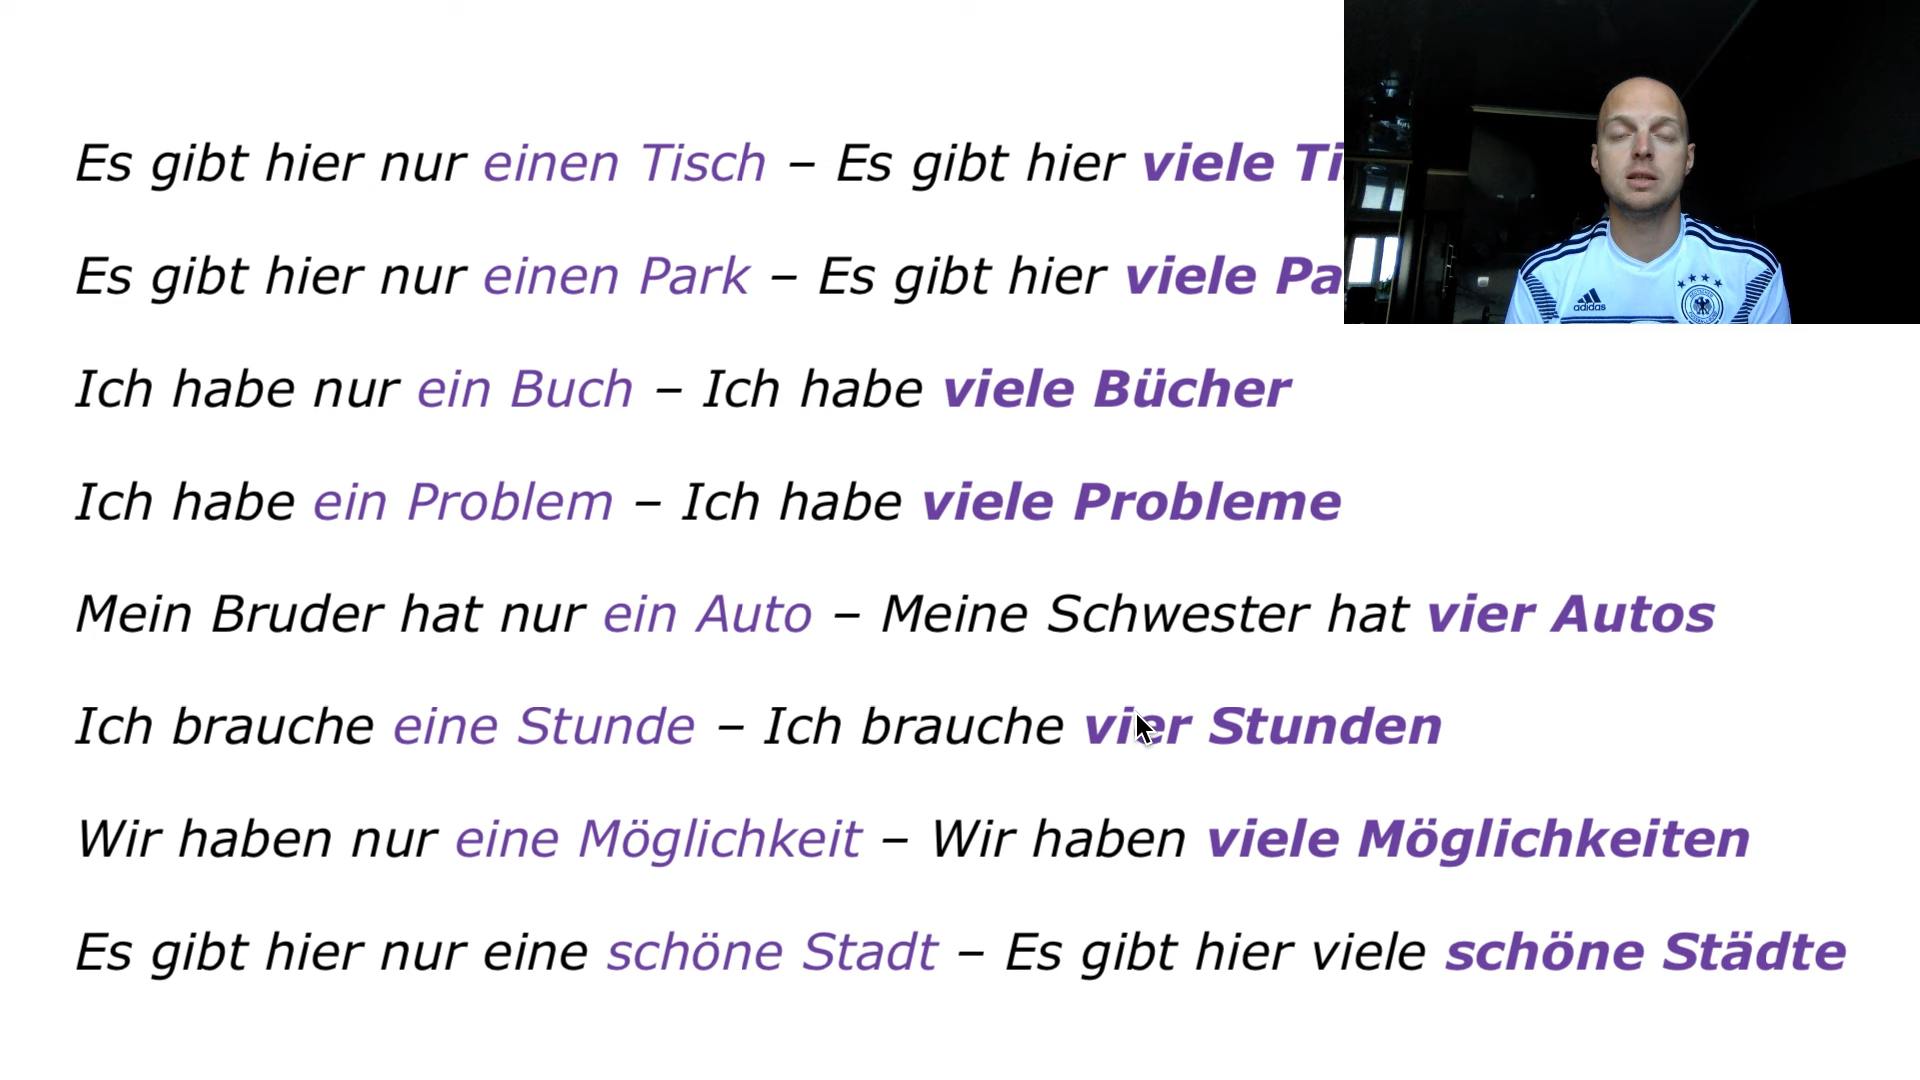 Es gibt hier nur einen Tisch – Es gibt hier viele
Es gibt hier nur einen Park – Es gibt hier viele
Ich habe nur ein Buch – Ich habe viele Bücher
Ich habe ein Problem – Ich habe viele Probleme
Mein Bruder hat nur ein Auto – Meine Schwester hat vier Autos
Ich brauche eine Stunde – Ich brauche vier Stunden
Wir haben nur eine Möglichkeit – Wir haben viele Möglichkeiten
Es gibt hier nur eine schöne Stadt – Es gibt hier viele schöne Städte
adidas